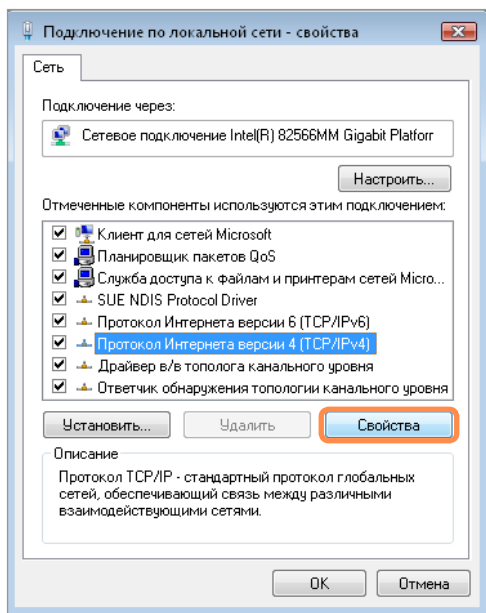 Подключение по локальной сети - свойства
Сеть
Подключение через:
Сетевое подключение Intel(R) 82566MM Gigabit Platforr
Настроить...
Отмеченные компоненты используются этим подключением:
Клиент для сетей Microsoft
Планировщик пакетов QoS
Служба доступа к файлам и принтерам сетей Micro...
SUE NDIS Protocol Driver
Протокол Интернета версии 6 (TCP/IPv6)
Протокол Интернета версии 4 (TCP/IPv4)
Драйвер в/в тополога канального уровня
Ответчик обнаружения топологии канального уровня
Установить... Удалить Свойства
Описание
Протокол TCP/IP - стандартный протокол глобальных
сетей, обеспечивающий связь между различными
взаимодействующими сетями.
OK Отмена